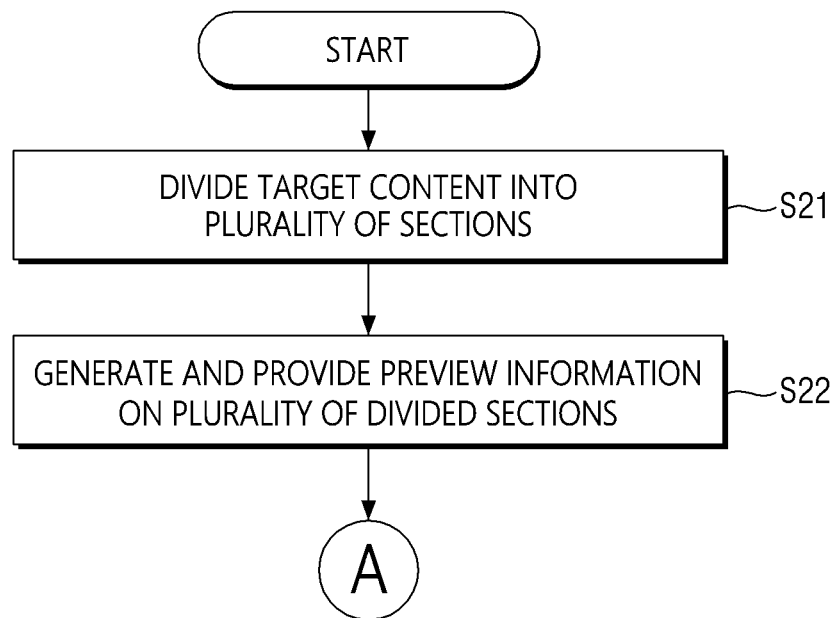 START
DIVIDE TARGET CONTENT INTO
PLURALITY OF SECTIONS
S21
GENERATE AND PROVIDE PREVIEW INFORMATION
ON PLURALITY OF DIVIDED SECTIONS
S22
A